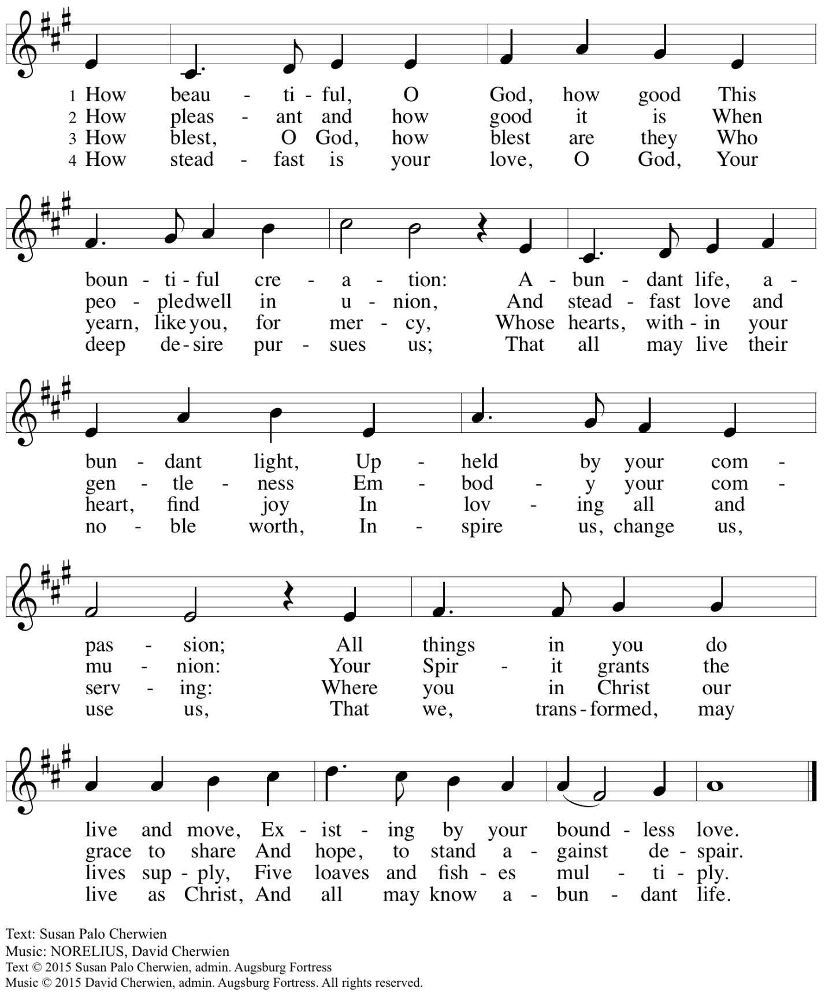 1 How beau - ti - ful, O God, how good This
2 How pleas - ant and how good it is When
3 How blest, O God, how blest are they Who
4 How stead - fast is your love, O God, Your
boun - ti - ful cre - a - tion: A - bun - dant life, a -
peo - pledwell in u - nion, And stead - fast love and
yearn, like you, for mer - cy, Whose hearts, with - in your
deep de - sire pur - sues us; That all may live their
bun - dant light, Up - held by your com -
gen - tle - ness Em - bod - y your com -
heart, find joy In lov - ing all and
no - ble worth, In - spire us, change us,
pas - sion; All things in you do
mu - nion: Your Spir - it grants the
serv - ing: Where you in Christ our
use us, That we, trans - formed, may
live and move, Ex - ist - ing by your bound - less love.
grace to share And hope, to stand a - gainst de - spair.
lives sup - ply, Five loaves and fish - es mul - ti - ply.
live as Christ, And all may know a - bun - dant life.
Text: Susan Palo Cherwien
Music: NORELIUS, David Cherwien
Text © 2015 Susan Palo Cherwien, admin. Augsburg Fortress
Music © 2015 David Cherwien, admin. Augsburg Fortress. All rights reserved.